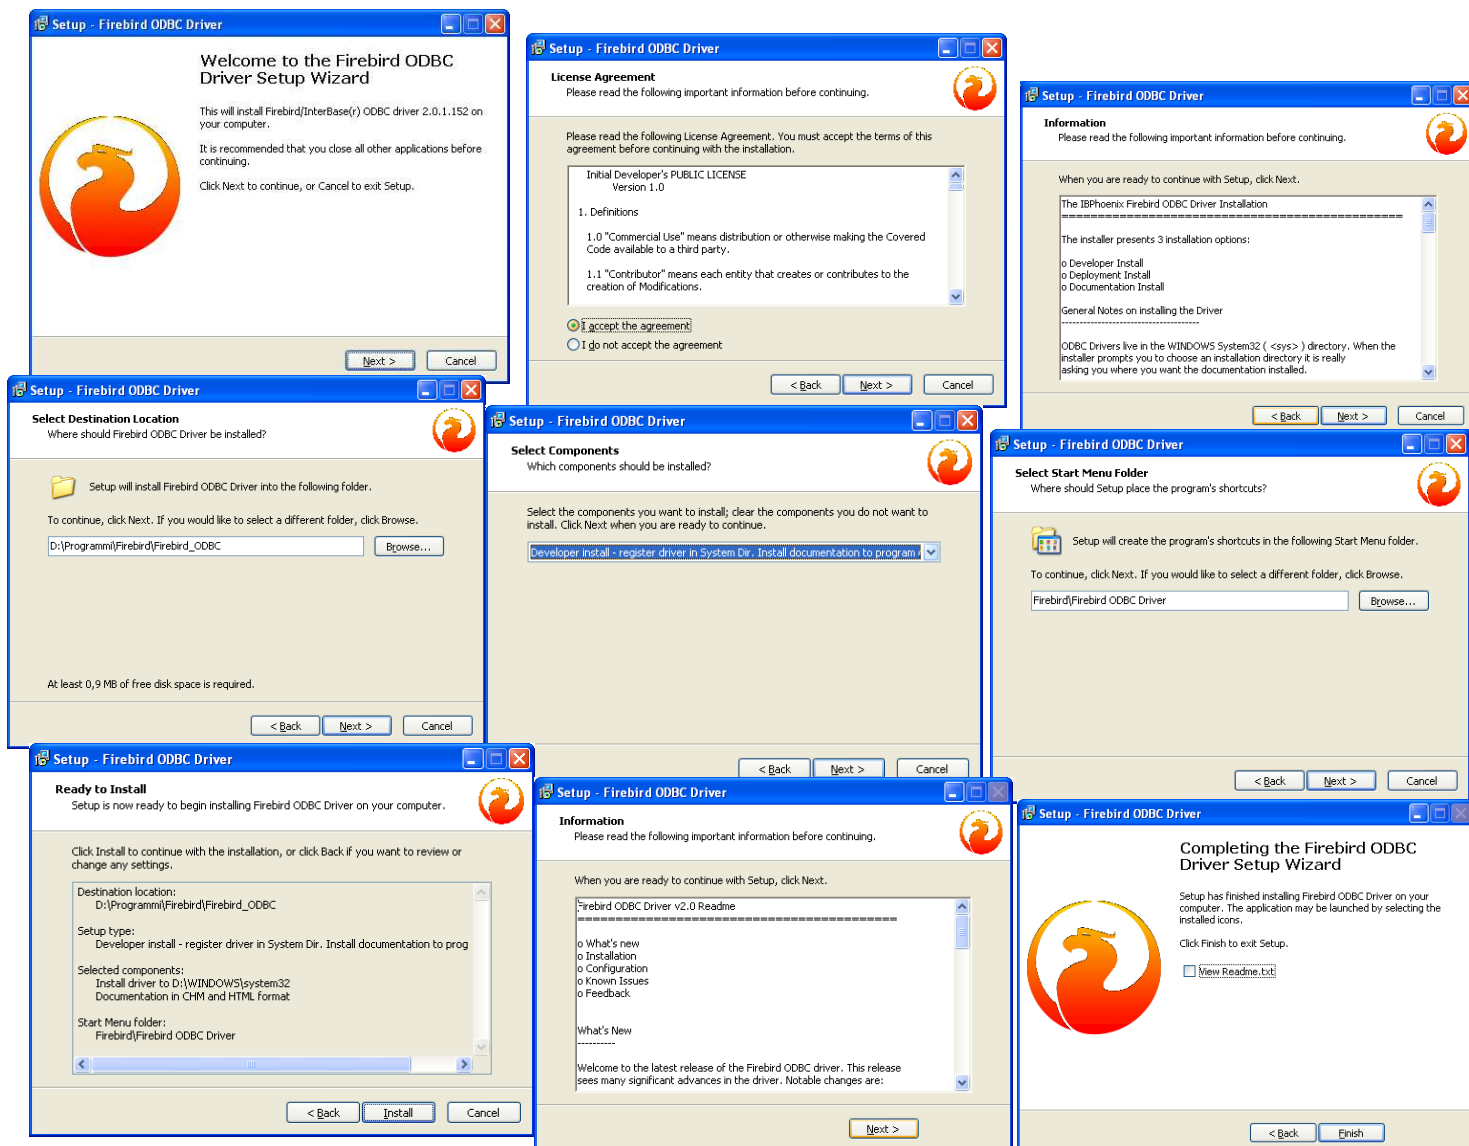 Setup - Firebird ODBC Driver
Welcome to the Firebird ODBC
Driver Setup Wizard
This will install Firebird/InterBase(r) ODBC driver 2.0.1.152 on
your computer.
It is recommended that you close all other applications before
continuing.
Click Next to continue, or Cancel to exit Setup.
Next >
Cancel
Setup - Firebird ODBC Driver
License Agreement
Please read the following important information before continuing.
Please read the following License Agreement. You must accept the terms of this
agreement before continuing with the installation.
Initial Developer's PUBLIC LICENSE
Version 1.0
1. Definitions
1.0 "Commercial Use" means distribution or otherwise making the Covered
Code available to a third party.
1.1 "Contributor" means each entity that creates or contributes to the
creation of Modifications.
I accept the agreement
I do not accept the agreement
< Back
Next >
Cancel
Setup - Firebird ODBC Driver
Information
Please read the following important information before continuing.
When you are ready to continue with Setup, click Next.
The IBPhoenix Firebird ODBC Driver Installation
================================================
The installer presents 3 installation options:
o Developer Install
o Deployment Install
o Documentation Install
General Notes on installing the Driver
--------------------------------------
ODBC Drivers live in the WINDOWS System32 ( <sys> ) directory. When the
installer prompts you to choose an installation directory it is really
asking you where you want the documentation installed.
< Back
Next >
Cancel
Setup - Firebird ODBC Driver
Select Destination Location
Where should Firebird ODBC Driver be installed?
Setup will install Firebird ODBC Driver into the following folder.
To continue, click Next. If you would like to select a different folder, click Browse.
D:\Programmi\Firebird\Firebird_ODBC
Browse...
At least 0,9 MB of free disk space is required.
< Back
Next >
Cancel
Setup - Firebird ODBC Driver
Select Components
Which components should be installed?
Select the components you want to install; clear the components you do not want to
install. Click Next when you are ready to continue.
Developer install - register driver in System Dir. Install documentation to program
< Back
Next >
Cancel
Setup - Firebird ODBC Driver
Select Start Menu Folder
Where should Setup place the program's shortcuts?
Setup will create the program's shortcuts in the following Start Menu folder.
To continue, click Next. If you would like to select a different folder, click Browse.
Firebird\Firebird ODBC Driver
Browse...
< Back
Next >
Cancel
Setup - Firebird ODBC Driver
Ready to Install
Setup is now ready to begin installing Firebird ODBC Driver on your computer.
Click Install to continue with the installation, or click Back if you want to review or
change any settings.
Destination location:
D:\Programmi\Firebird\Firebird_ODBC
Setup type:
Developer install - register driver in System Dir. Install documentation to prog
Selected components:
Install driver to D:\WINDOWS\system32
Documentation in CHM and HTML format
Start Menu folder:
Firebird\Firebird ODBC Driver
< Back
Install
Cancel
Setup - Firebird ODBC Driver
Information
Please read the following important information before continuing.
When you are ready to continue with Setup, click Next.
Firebird ODBC Driver v2.0 Readme
==========================================
o What's new
o Installation
o Configuration
o Known Issues
o Feedback
What's New
----------
Welcome to the latest release of the Firebird ODBC driver. This release
sees many significant advances in the driver. Notable changes are:
Next >
Setup - Firebird ODBC Driver
Completing the Firebird ODBC
Driver Setup Wizard
Setup has finished installing Firebird ODBC Driver on your
computer. The application may be launched by selecting the
installed icons.
Click Finish to exit Setup.
View Readme.txt
< Back
Finish